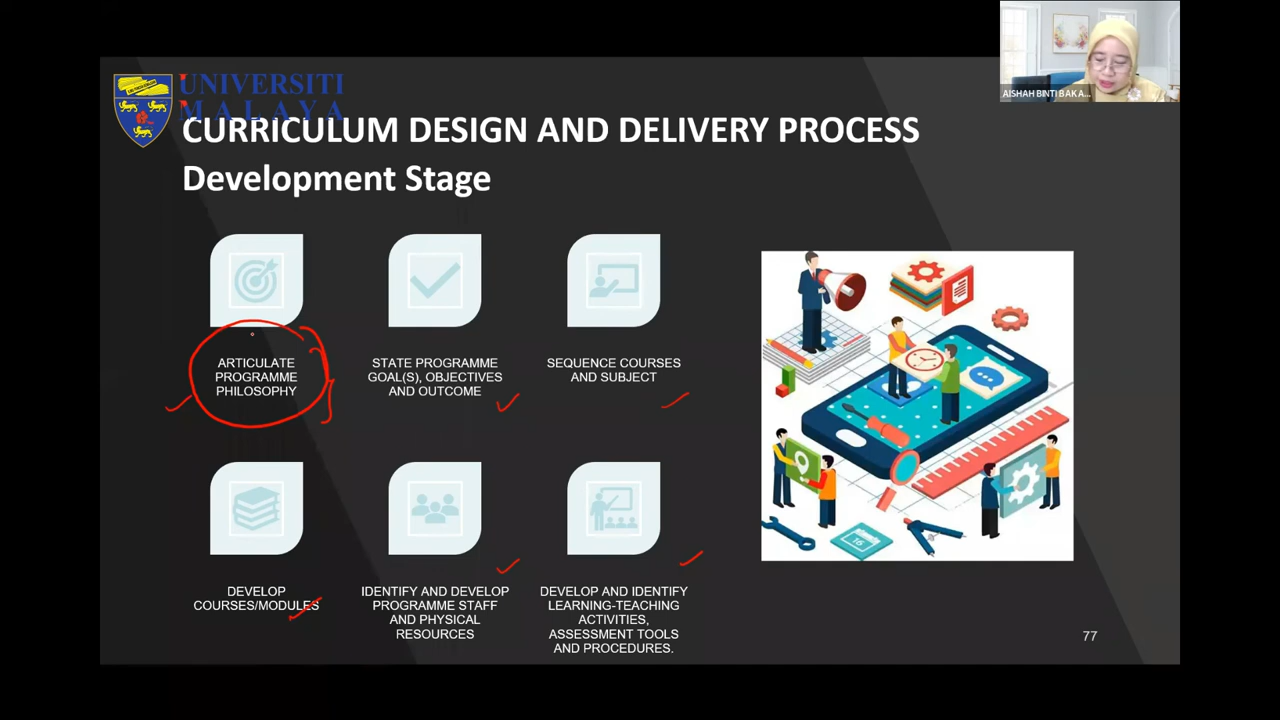 AISHAH BINTI BAKA...
UNIVERSITI
MALAYA
CURRICULUM DESIGN AND DELIVERY PROCESS
Development Stage
ARTICULATE
PROGRAMME
PHILOSOPHY
STATE PROGRAMME
GOAL(S), OBJECTIVES
AND OUTCOME
SEQUENCE COURSES
AND SUBJECT
DEVELOP
COURSES/MODULES
IDENTIFY AND DEVELOP
PROGRAMME STAFF
AND PHYSICAL
RESOURCES
DEVELOP AND IDENTIFY
LEARNING-TEACHING
ACTIVITIES,
ASSESSMENT TOOLS
AND PROCEDURES.
16
77